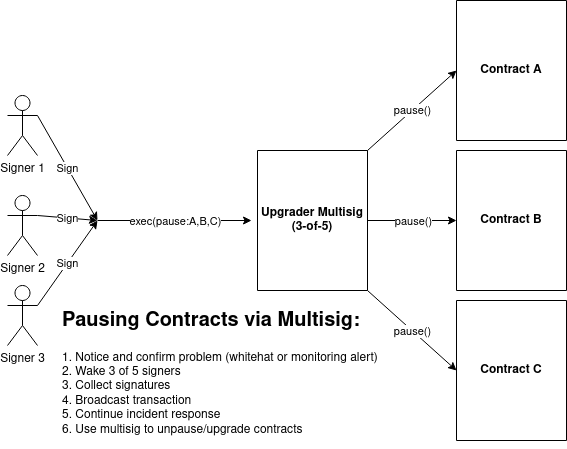 Contract A
pause()
Signer 1
Sign
Upgrader Multisig
(3-of-5)
Sign
exec(pause:A,B,C)
pause()
Contract B
Signer 2
Sign
Signer 3
pause()
Contract C
Pausing Contracts via Multisig:
1. Notice and confirm problem (whitehat or monitoring alert)
2. Wake 3 of 5 signers
3. Collect signatures
4. Broadcast transaction
5. Continue incident response
6. Use multisig to unpause/upgrade contracts